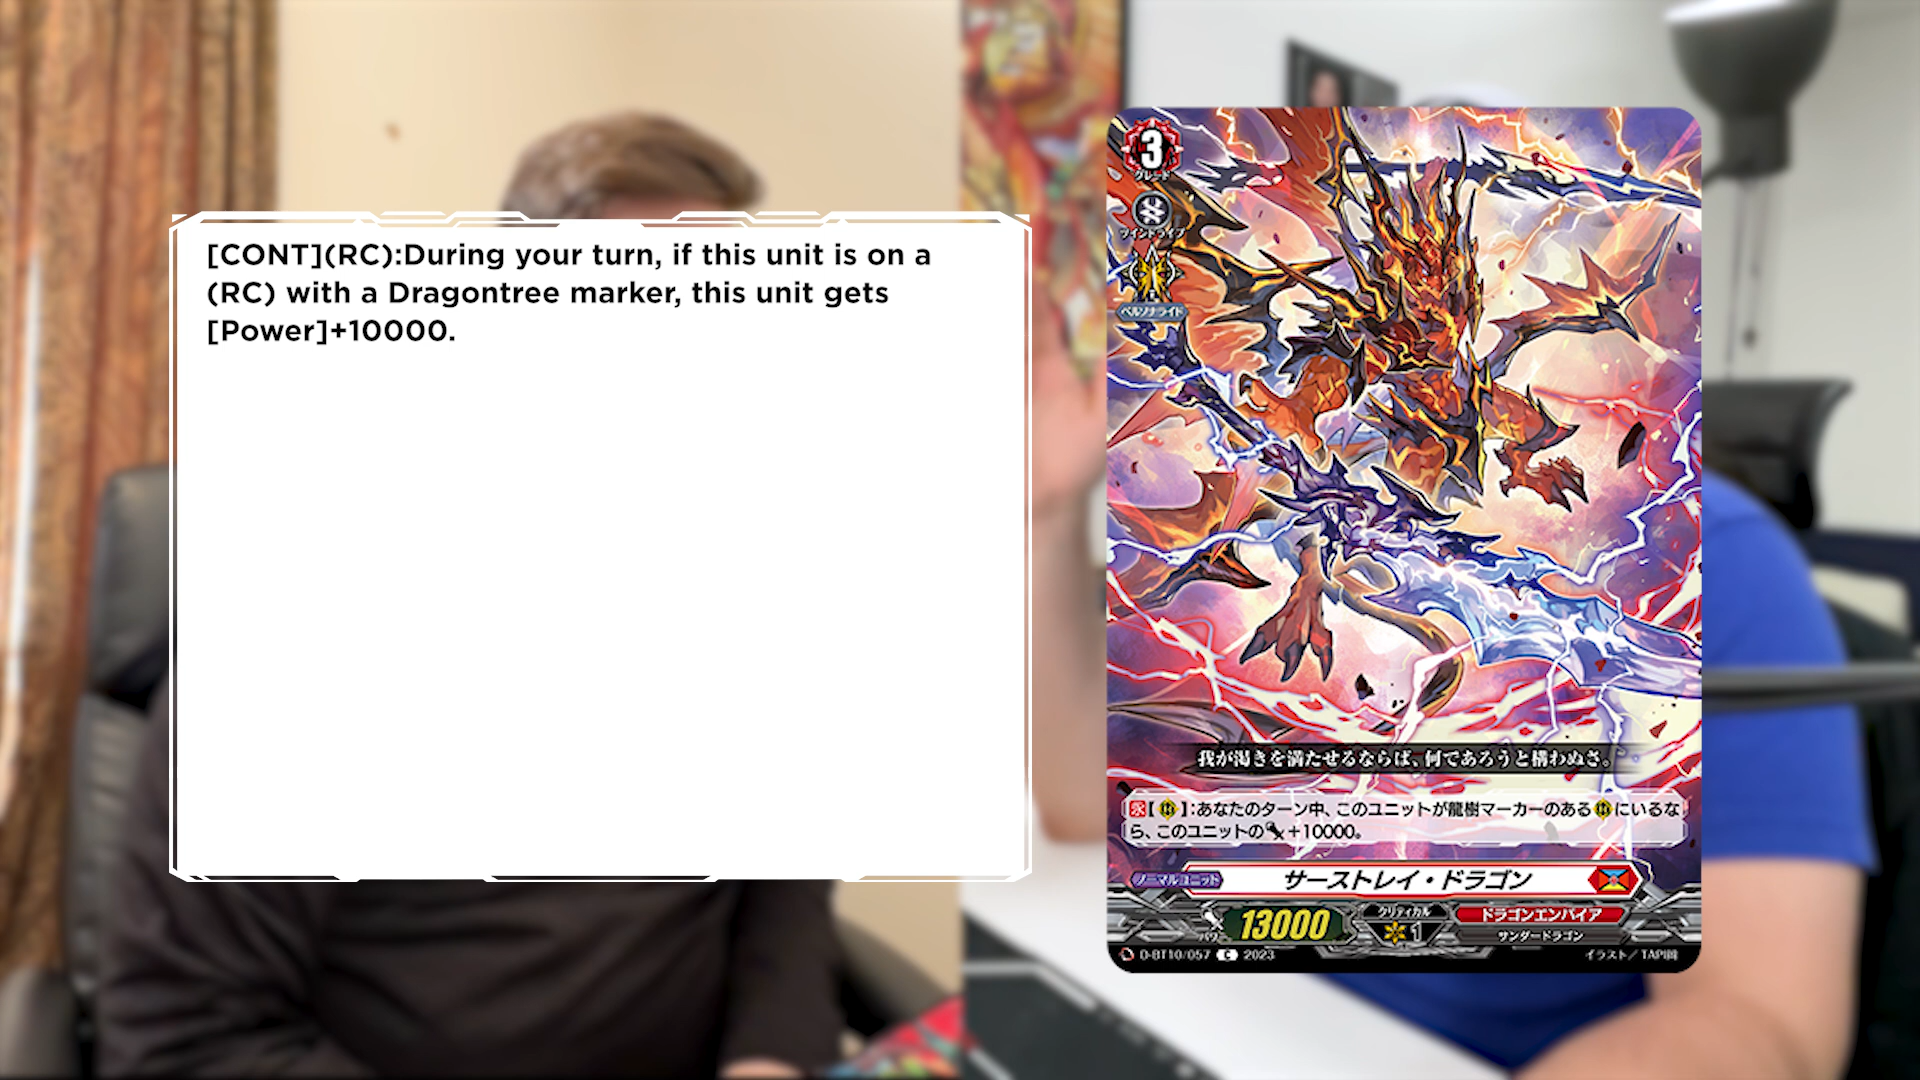 [CONT](RC):During your turn, if this unit is on a
(RC) with a Dragontree marker, this unit gets
[Power]+10000.
3
グレード
ツインドライブ
ペルソナライド
我が渇きを満たせるならば、何であろうと構わぬさ。
永【R】:あなたのターン中、このユニットが龍樹マーカーのあるRにいるな
ら、このユニットの+10000。
ノーマルユニット
サーストレイ・ドラゴン
パワー 13000
クリティカル
1
ドラゴンエンパイア
サンダードラゴン
D-BT10/057 C 2023
イラスト/TAPI岡